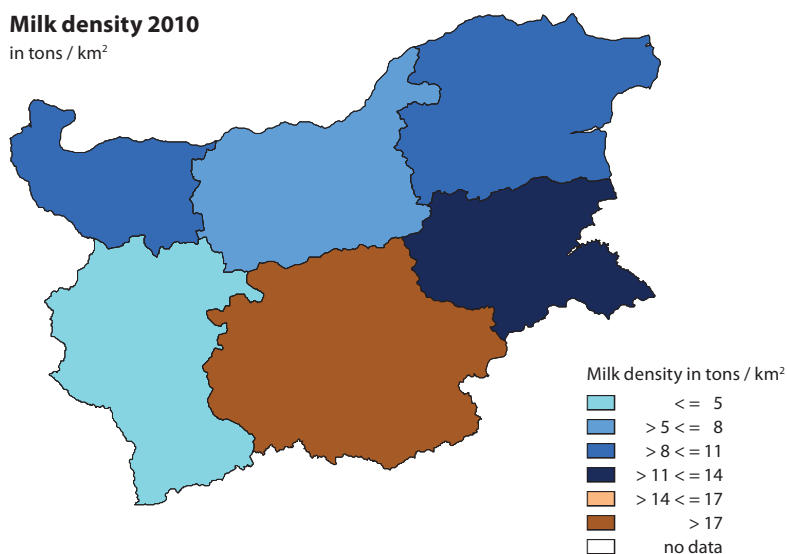 Milk density 2010
in tons / km²
Milk density in tons / km²
< = 5
> 5 < = 8
> 8 < = 11
> 11 < = 14
> 14 < = 17
> 17
no data